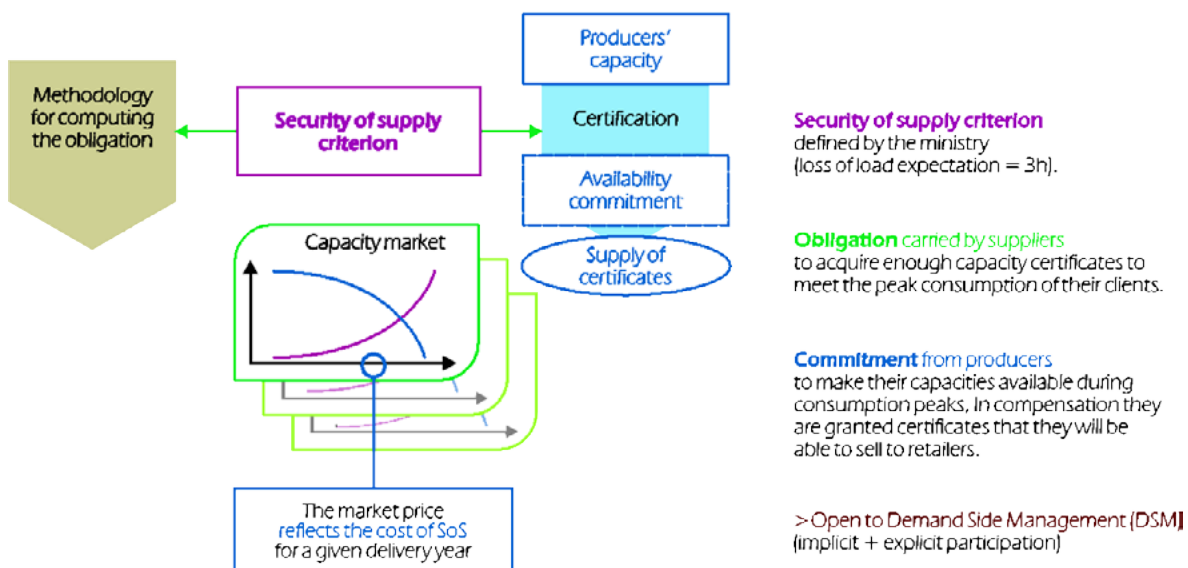 Methodology
for computing
the obligation
Security of supply
criterion
Producers'
capacity
Certification
Availability
commitment
Supply of
certificates
Capacity market
The market price
reflects the cost of SoS
for a given delivery year
Security of supply criterion
defined by the ministry
(loss of load expectation = 3h).
Obligation carried by suppliers
to acquire enough capacity certificates to
meet the peak consumption of their clients.
Commitment from producers
to make their capacities available during
consumption peaks. In compensation they
are granted certificates that they will be
able to sell to retailers.
>Open to Demand Side Management (DSM)
(implicit + explicit participation)